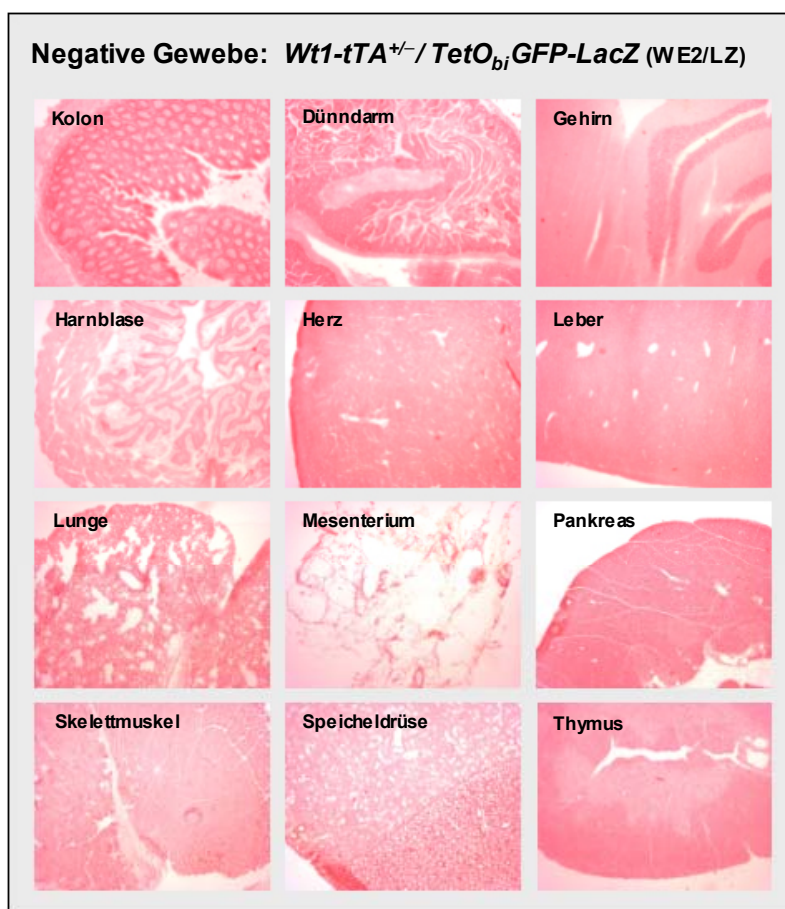 Negative Gewebe: Wt1-tTA+/– / TetObiGFP-LacZ (WE2/LZ)
Kolon Dünndarm Gehirn
Harnblase Herz Leber
Lunge Mesenterium Pankreas
Skelettmuskel Speicheldrüse Thymus